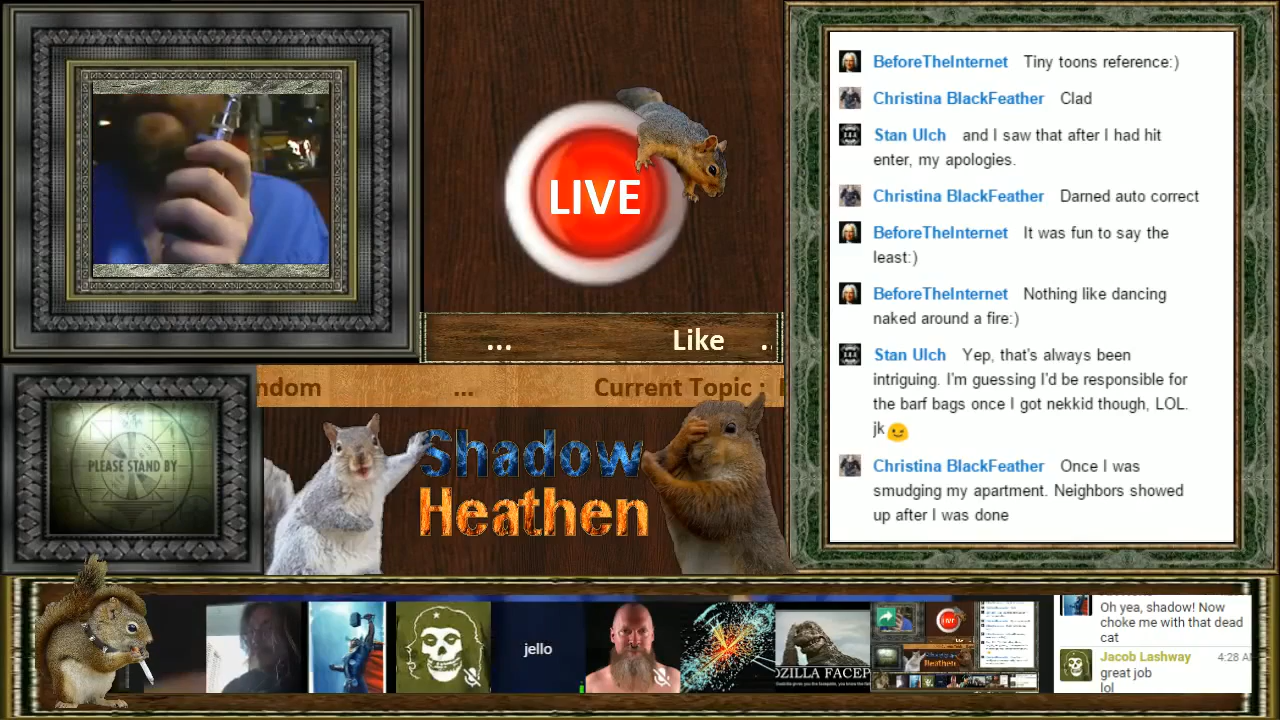 LIVE
... Like ..
ndom ... Current Topic :
PLEASE STAND BY
Shadow
Heathen
BeforeTheInternet Tiny toons reference:)
Christina BlackFeather Clad
Stan Ulch and I saw that after I had hit
enter, my apologies.
Christina BlackFeather Darned auto correct
BeforeTheInternet It was fun to say the
least:)
BeforeTheInternet Nothing like dancing
naked around a fire:)
Stan Ulch Yep, that's always been
intriguing. I'm guessing I'd be responsible for
the barf bags once I got nekkid though, LOL.
jk😉
Christina BlackFeather Once I was
smudging my apartment. Neighbors showed
up after I was done
jello
OZILLA FACEP
LIVE
Shadow
Heathen
Oh yea, shadow! Now
choke me with that dead
cat
Jacob Lashway 4:28 A
great job
lol